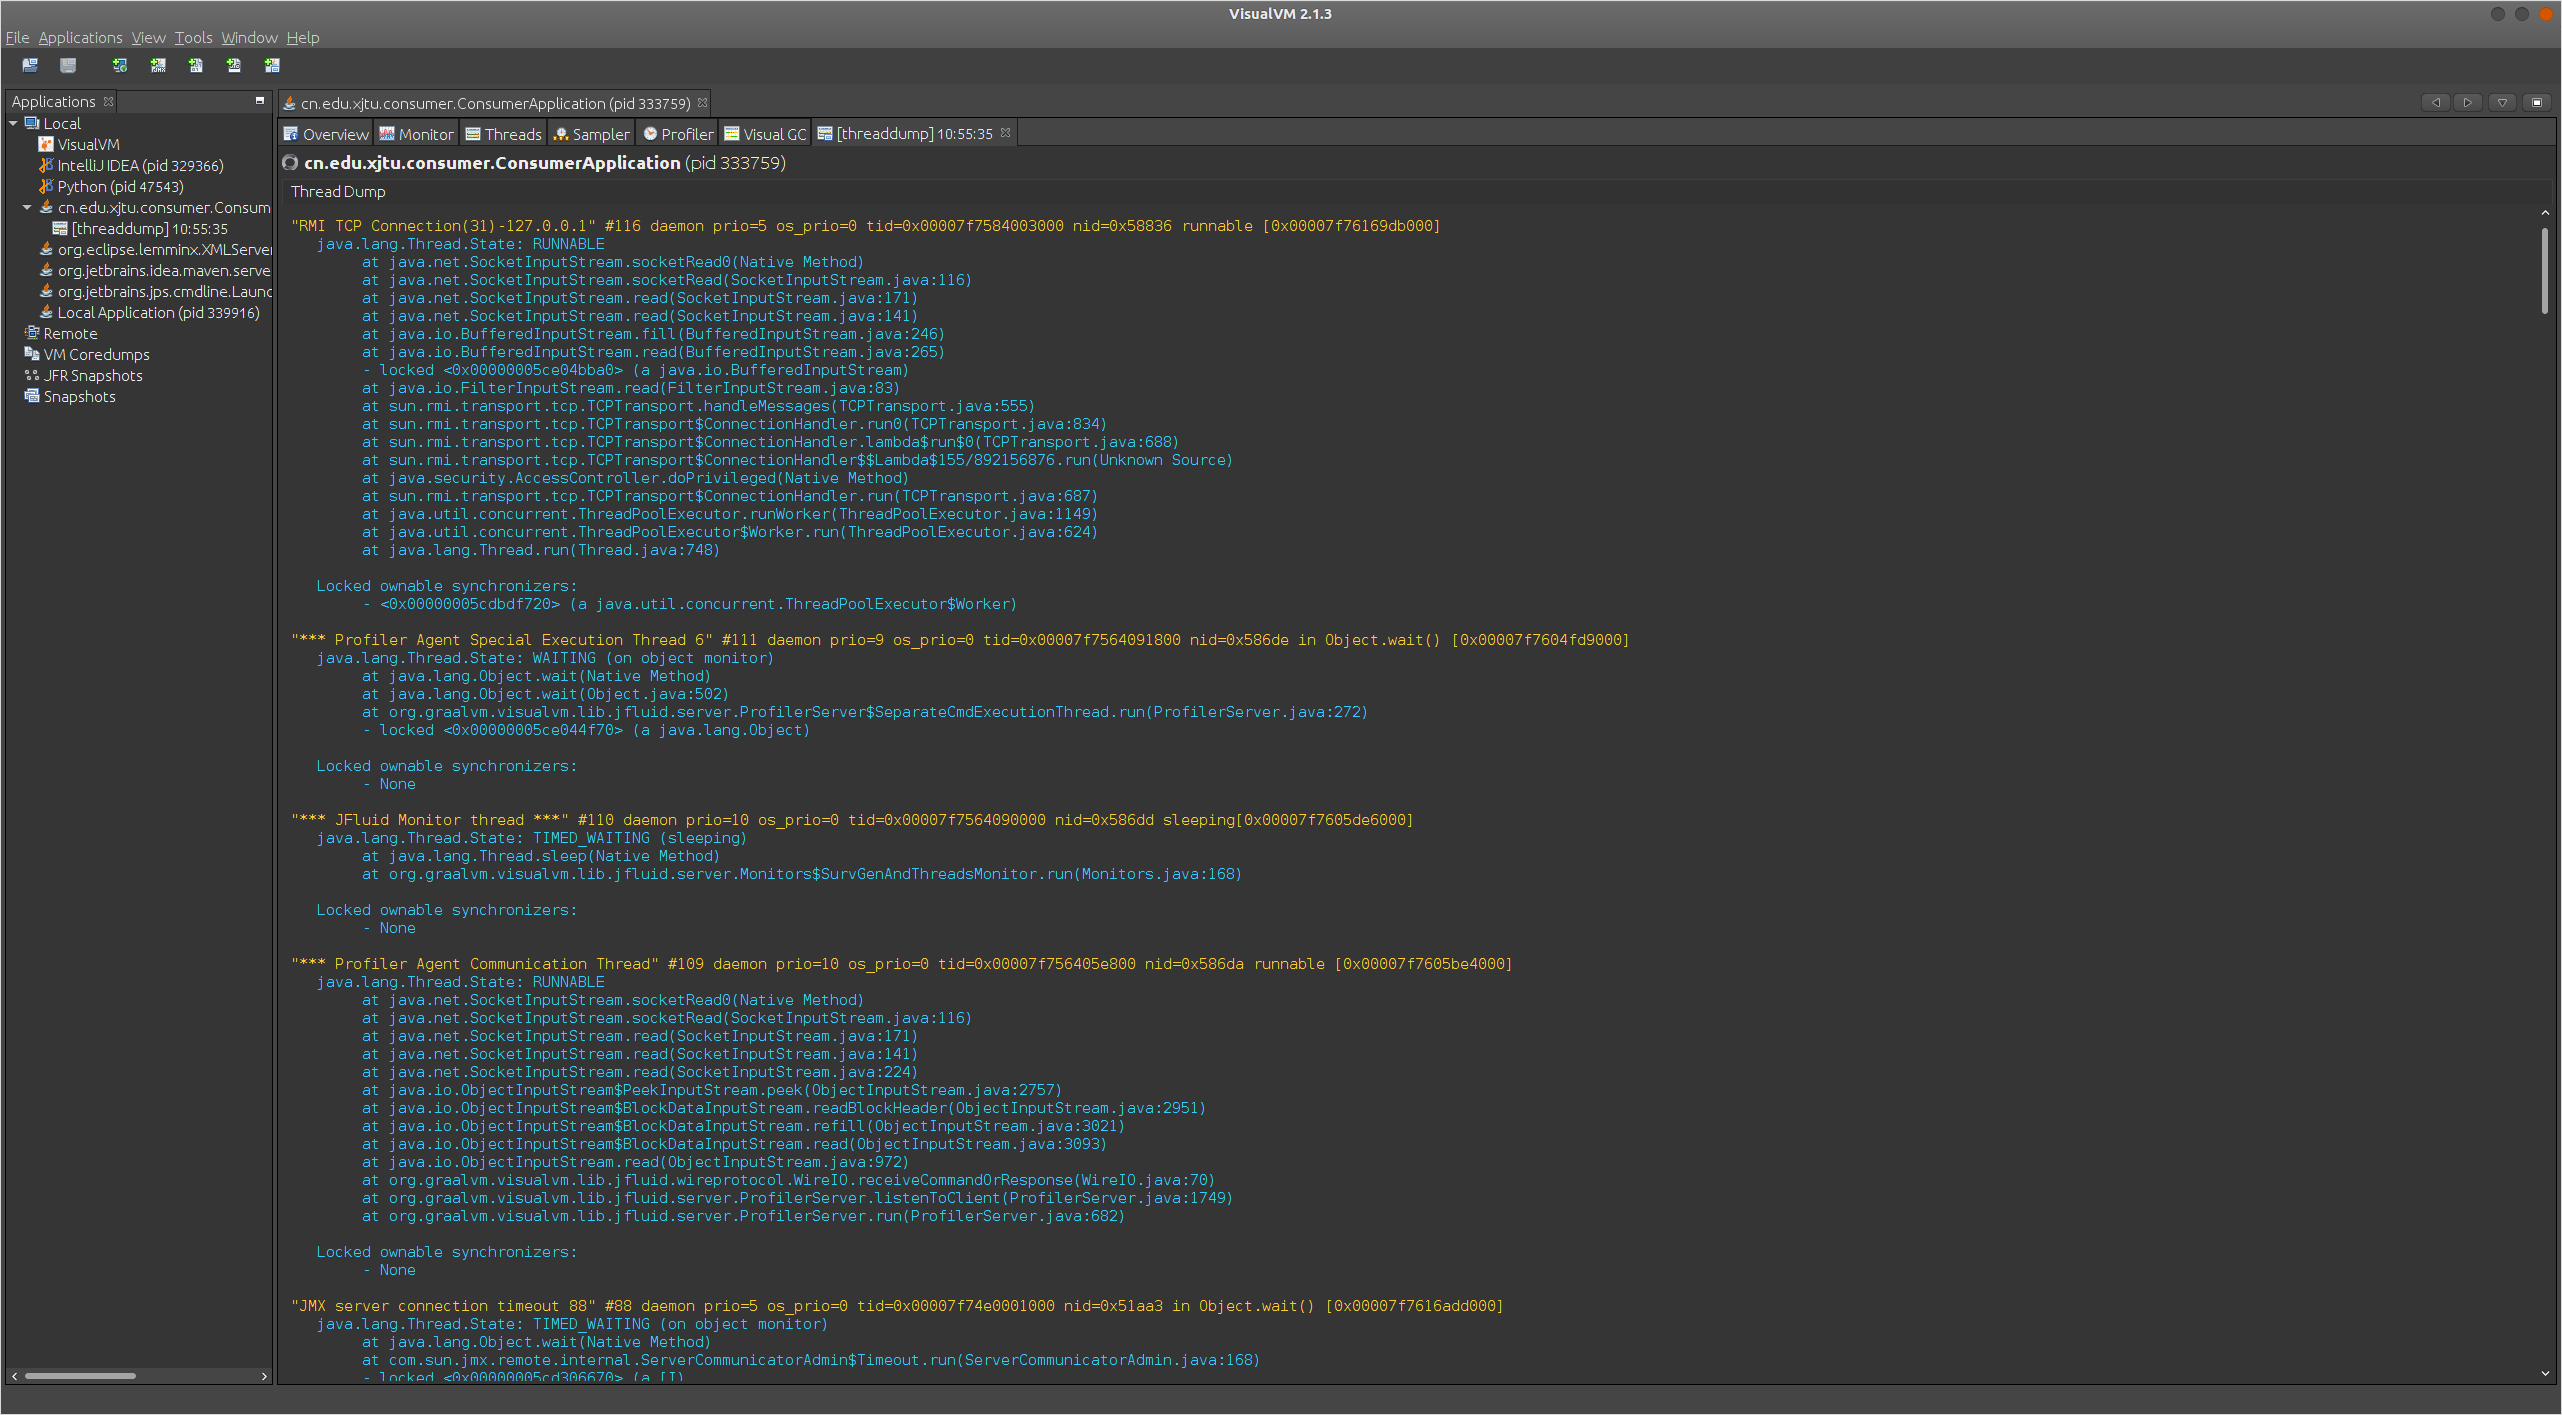 VisualVM 2.1.3
File Applications View Tools Window Help
Applications
Local
VisualVM
IntelliJ IDEA (pid 329366)
Python (pid 47543)
cn.edu.xjtu.consumer.Consum
[threaddump] 10:55:35
org.eclipse.lemminx.XMLServer
org.jetbrains.idea.maven.serve
org.jetbrains.jps.cmdline.Launc
Local Application (pid 339916)
Remote
VM Coredumps
JFR Snapshots
Snapshots
cn.edu.xjtu.consumer.ConsumerApplication (pid 333759)
Overview Monitor Threads Sampler Profiler Visual GC [threaddump] 10:55:35
cn.edu.xjtu.consumer.ConsumerApplication (pid 333759)
Thread Dump
"RMI TCP Connection(31)-127.0.0.1" #116 daemon prio=5 os_prio=0 tid=0x00007f7584003000 nid=0x58836 runnable [0x00007f76169db000]
java.lang.Thread.State: RUNNABLE
at java.net.SocketInputStream.socketRead0(Native Method)
at java.net.SocketInputStream.socketRead(SocketInputStream.java:116)
at java.net.SocketInputStream.read(SocketInputStream.java:171)
at java.net.SocketInputStream.read(SocketInputStream.java:141)
at java.io.BufferedInputStream.fill(BufferedInputStream.java:246)
at java.io.BufferedInputStream.read(BufferedInputStream.java:265)
- locked <0x00000005ce04bba0> (a java.io.BufferedInputStream)
at java.io.FilterInputStream.read(FilterInputStream.java:83)
at sun.rmi.transport.tcp.TCPTransport.handleMessages(TCPTransport.java:555)
at sun.rmi.transport.tcp.TCPTransport$ConnectionHandler.run0(TCPTransport.java:834)
at sun.rmi.transport.tcp.TCPTransport$ConnectionHandler.lambda$run$0(TCPTransport.java:688)
at sun.rmi.transport.tcp.TCPTransport$ConnectionHandler$$Lambda$155/892156876.run(Unknown Source)
at java.security.AccessController.doPrivileged(Native Method)
at sun.rmi.transport.tcp.TCPTransport$ConnectionHandler.run(TCPTransport.java:687)
at java.util.concurrent.ThreadPoolExecutor.runWorker(ThreadPoolExecutor.java:1149)
at java.util.concurrent.ThreadPoolExecutor$Worker.run(ThreadPoolExecutor.java:624)
at java.lang.Thread.run(Thread.java:748)
Locked ownable synchronizers:
- <0x00000005cdbdf720> (a java.util.concurrent.ThreadPoolExecutor$Worker)
"*** Profiler Agent Special Execution Thread 6" #111 daemon prio=9 os_prio=0 tid=0x00007f7564091800 nid=0x586de in Object.wait() [0x00007f7604fd9000]
java.lang.Thread.State: WAITING (on object monitor)
at java.lang.Object.wait(Native Method)
at java.lang.Object.wait(Object.java:502)
at org.graalvm.visualvm.lib.jfluid.server.ProfilerServer$SeparateCmdExecutionThread.run(ProfilerServer.java:272)
- locked <0x00000005ce044f70> (a java.lang.Object)
Locked ownable synchronizers:
- None
"*** JFluid Monitor thread ***" #110 daemon prio=10 os_prio=0 tid=0x00007f7564090000 nid=0x586dd sleeping[0x00007f7605de6000]
java.lang.Thread.State: TIMED_WAITING (sleeping)
at java.lang.Thread.sleep(Native Method)
at org.graalvm.visualvm.lib.jfluid.server.Monitors$SurvGenAndThreadsMonitor.run(Monitors.java:168)
Locked ownable synchronizers:
- None
"*** Profiler Agent Communication Thread" #109 daemon prio=10 os_prio=0 tid=0x00007f756405e800 nid=0x586da runnable [0x00007f7605be4000]
java.lang.Thread.State: RUNNABLE
at java.net.SocketInputStream.socketRead0(Native Method)
at java.net.SocketInputStream.socketRead(SocketInputStream.java:116)
at java.net.SocketInputStream.read(SocketInputStream.java:171)
at java.net.SocketInputStream.read(SocketInputStream.java:141)
at java.net.SocketInputStream.read(SocketInputStream.java:224)
at java.io.ObjectInputStream$PeekInputStream.peek(ObjectInputStream.java:2757)
at java.io.ObjectInputStream$BlockDataInputStream.readBlockHeader(ObjectInputStream.java:2951)
at java.io.ObjectInputStream$BlockDataInputStream.refill(ObjectInputStream.java:3021)
at java.io.ObjectInputStream$BlockDataInputStream.read(ObjectInputStream.java:3093)
at java.io.ObjectInputStream.read(ObjectInputStream.java:972)
at org.graalvm.visualvm.lib.jfluid.wireprotocol.WireIO.receiveCommandOrResponse(WireIO.java:70)
at org.graalvm.visualvm.lib.jfluid.server.ProfilerServer.listenToClient(ProfilerServer.java:1749)
at org.graalvm.visualvm.lib.jfluid.server.ProfilerServer.run(ProfilerServer.java:682)
Locked ownable synchronizers:
- None
"JMX server connection timeout 88" #88 daemon prio=5 os_prio=0 tid=0x00007f74e0001000 nid=0x51aa3 in Object.wait() [0x00007f7616add000]
java.lang.Thread.State: TIMED_WAITING (on object monitor)
at java.lang.Object.wait(Native Method)
at com.sun.jmx.remote.internal.ServerCommunicatorAdmin$Timeout.run(ServerCommunicatorAdmin.java:168)
- locked <0x00000005cd306670> (a [I)